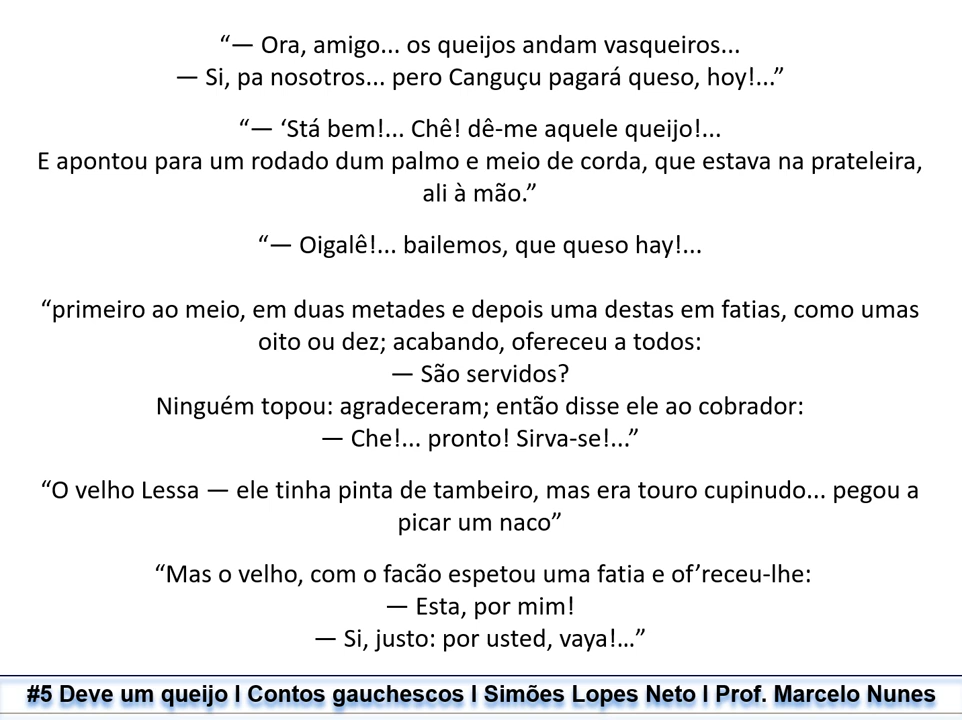 “— Ora, amigo... os queijos andam vasqueiros...
— Si, pa nosotros... pero Canguçu pagará queso, hoy!...”
“— ‘Stá bem!... Chê! dê-me aquele queijo!...
E apontou para um rodado dum palmo e meio de corda, que estava na prateleira,
ali à mão.”
“— Oigalê!... bailemos, que queso hay!...
“primeiro ao meio, em duas metades e depois uma destas em fatias, como umas
oito ou dez; acabando, ofereceu a todos:
— São servidos?
Ninguém topou: agradeceram; então disse ele ao cobrador:
— Che!... pronto! Sirva-se!...”
“O velho Lessa — ele tinha pinta de tambeiro, mas era touro cupinudo... pegou a
picar um naco”
“Mas o velho, com o facão espetou uma fatia e of’receu-lhe:
— Esta, por mim!
— Si, justo: por usted, vaya!...”
#5 Deve um queijo I Contos gauchescos I Simões Lopes Neto I Prof. Marcelo Nunes